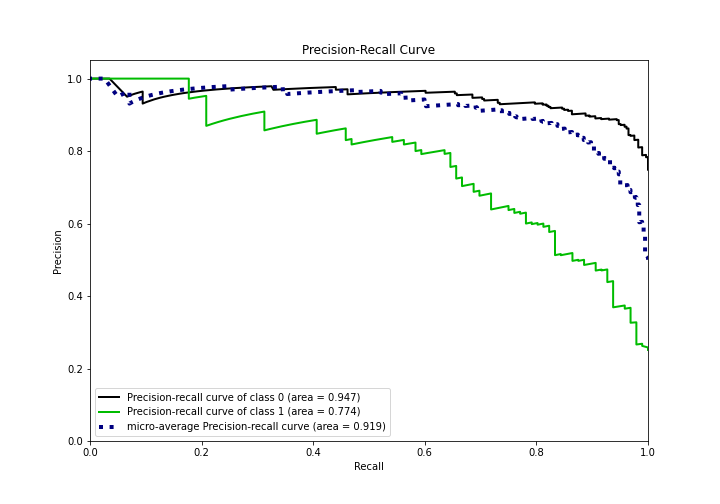 Precision-Recall Curve
1.0
0.8
0.6
0.4
0.2
0.0
Precision
Precision-recall curve of class 0 (area = 0.947)
Precision-recall curve of class 1 (area = 0.774)
micro-average Precision-recall curve (area = 0.919)
0.0 0.2 0.4 0.6 0.8 1.0
Recall